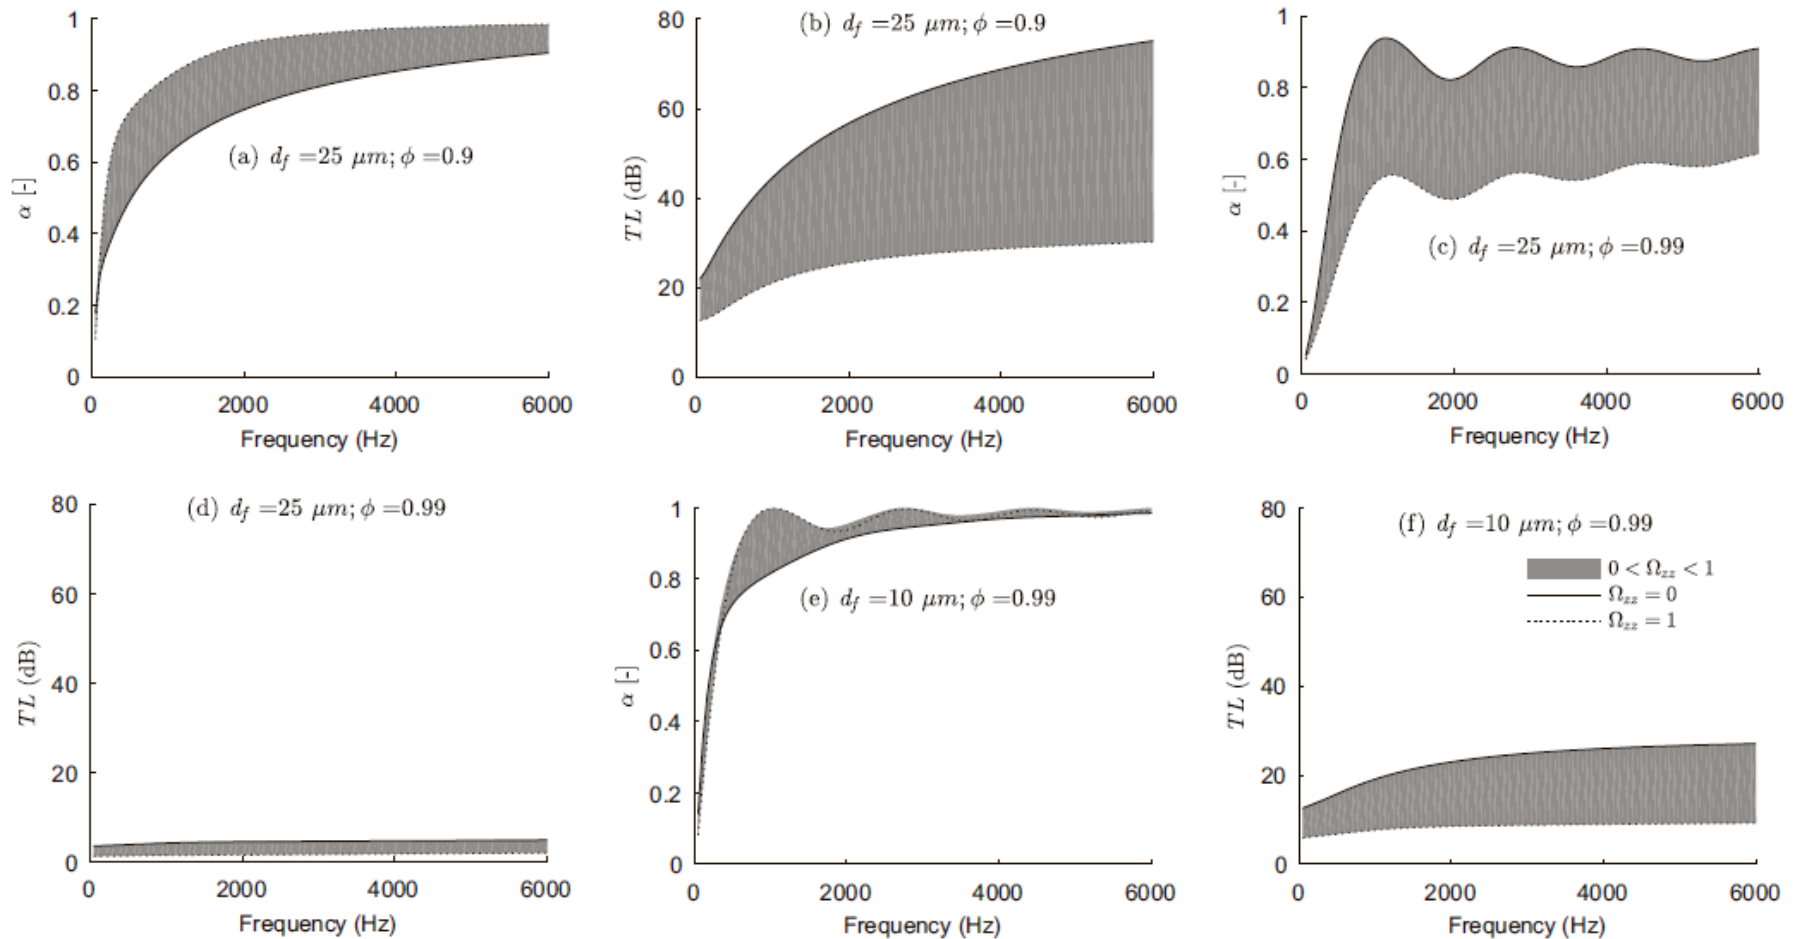 1
0.8
0.6
0.4
0.2
0
α [-]
(a) d_f =25 μm; ϕ =0.9
0 2000 4000 6000
Frequency (Hz)
80
60
40
20
0
TL (dB)
(b) d_f =25 μm; ϕ =0.9
0 2000 4000 6000
Frequency (Hz)
1
0.8
0.6
0.4
0.2
0
α [-]
(c) d_f =25 μm; ϕ =0.99
0 2000 4000 6000
Frequency (Hz)
80
60
40
20
0
TL (dB)
(d) d_f =25 μm; ϕ =0.99
0 2000 4000 6000
Frequency (Hz)
1
0.8
0.6
0.4
0.2
0
α [-]
(e) d_f =10 μm; ϕ =0.99
0 2000 4000 6000
Frequency (Hz)
80
60
40
20
0
TL (dB)
(f) d_f =10 μm; ϕ =0.99
0 < Ω_zz < 1
Ω_zz = 0
Ω_zz = 1
0 2000 4000 6000
Frequency (Hz)